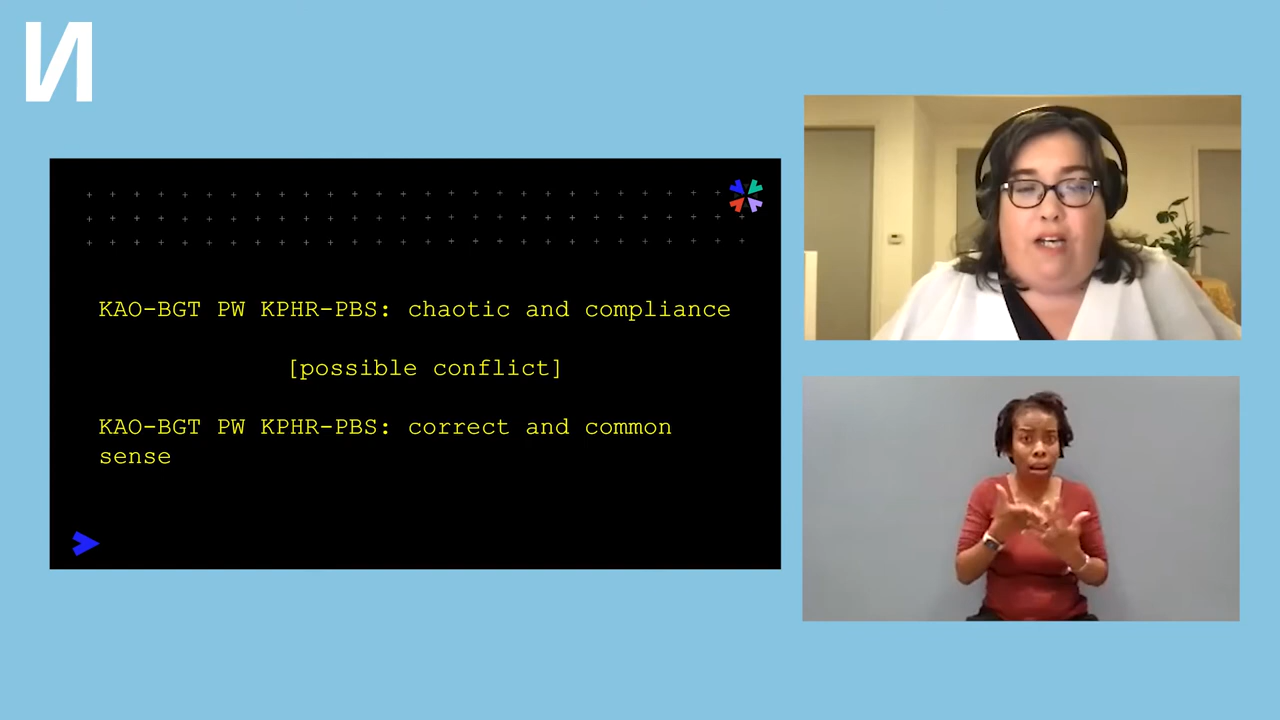 И
KAO-BGT PW KPHR-PBS: chaotic and compliance
[possible conflict]
KAO-BGT PW KPHR-PBS: correct and common
sense